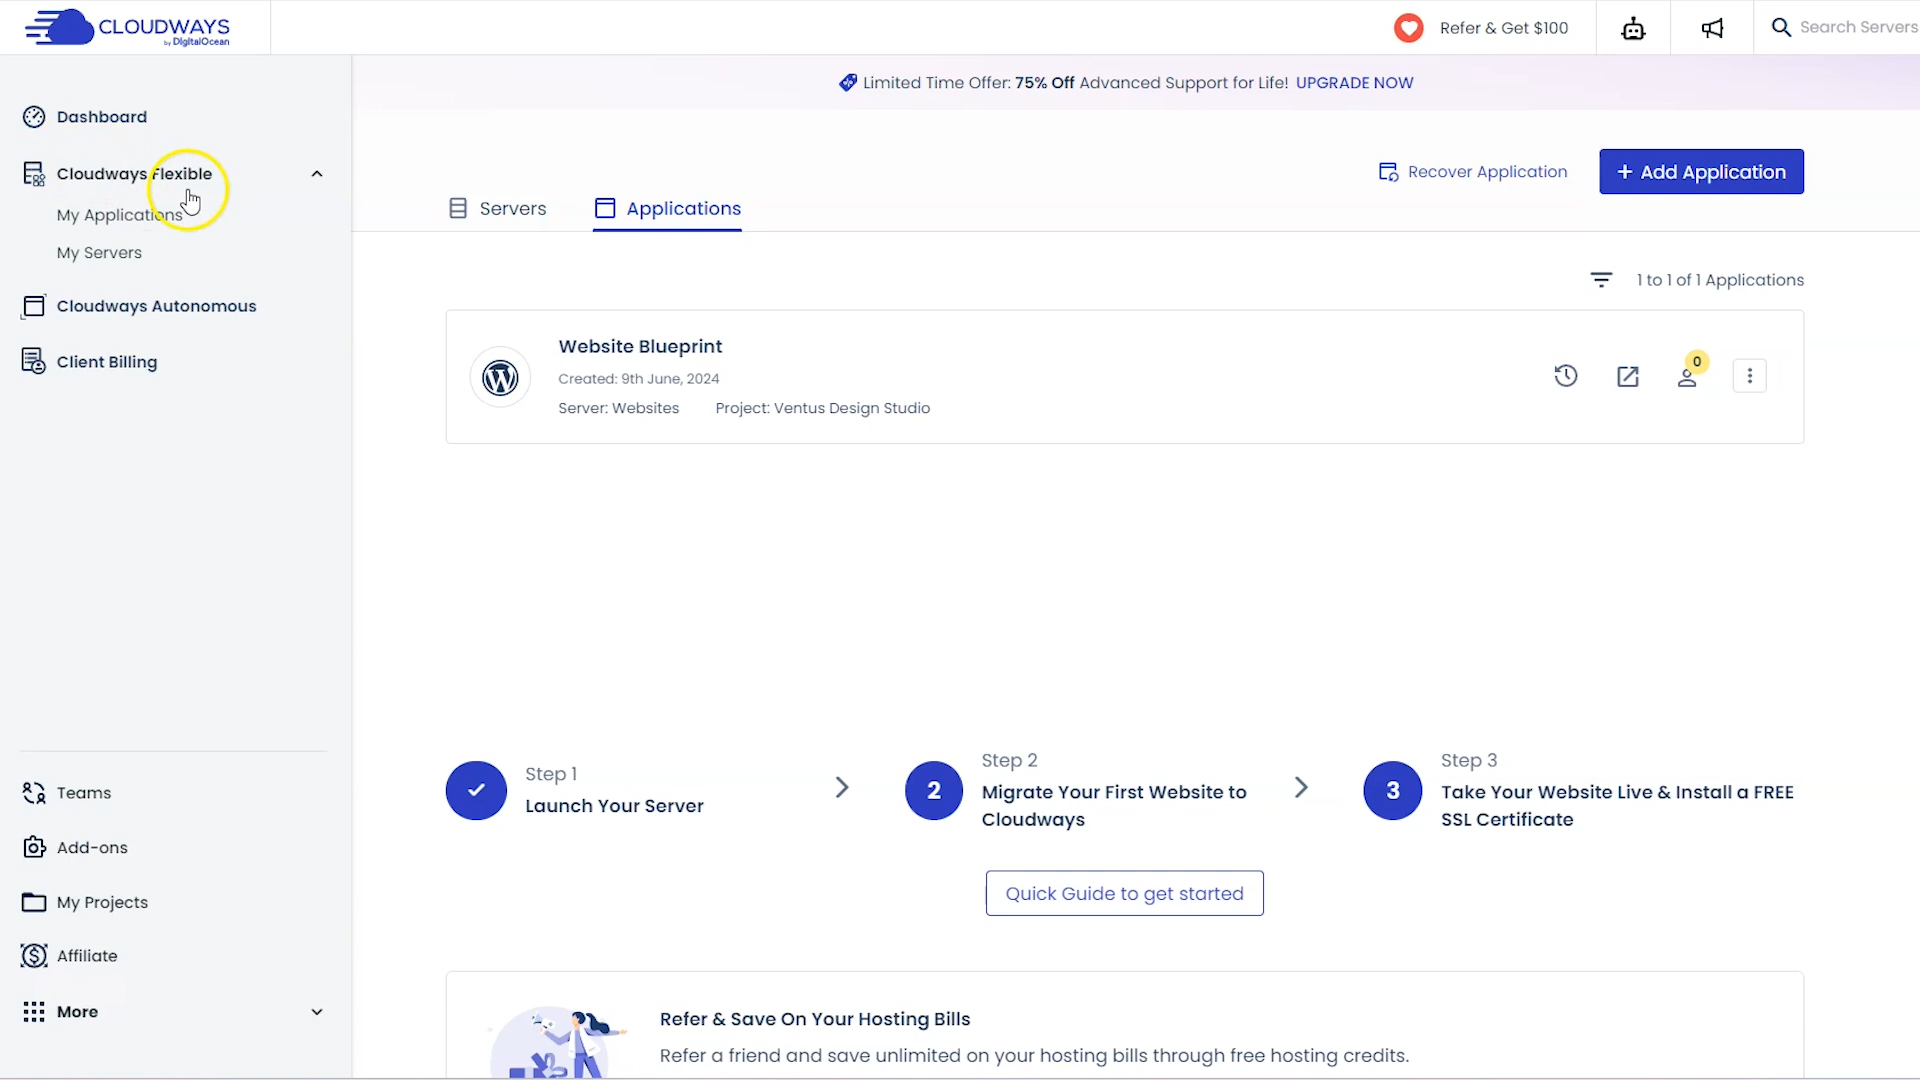 CLOUDWAYS
by DigitalOcean
Refer & Get $100
Search Servers
Limited Time Offer: 75% Off Advanced Support for Life! UPGRADE NOW
Dashboard
Cloudways Flexible
My Applications
My Servers
Cloudways Autonomous
Client Billing
Teams
Add-ons
My Projects
Affiliate
More
Recover Application
+ Add Application
Servers
Applications
1 to 1 of 1 Applications
Website Blueprint
Created: 9th June, 2024
Server: Websites Project: Ventus Design Studio
0
Step 1
Launch Your Server
2
Step 2
Migrate Your First Website to
Cloudways
3
Step 3
Take Your Website Live & Install a FREE
SSL Certificate
Quick Guide to get started
Refer & Save On Your Hosting Bills
Refer a friend and save unlimited on your hosting bills through free hosting credits.